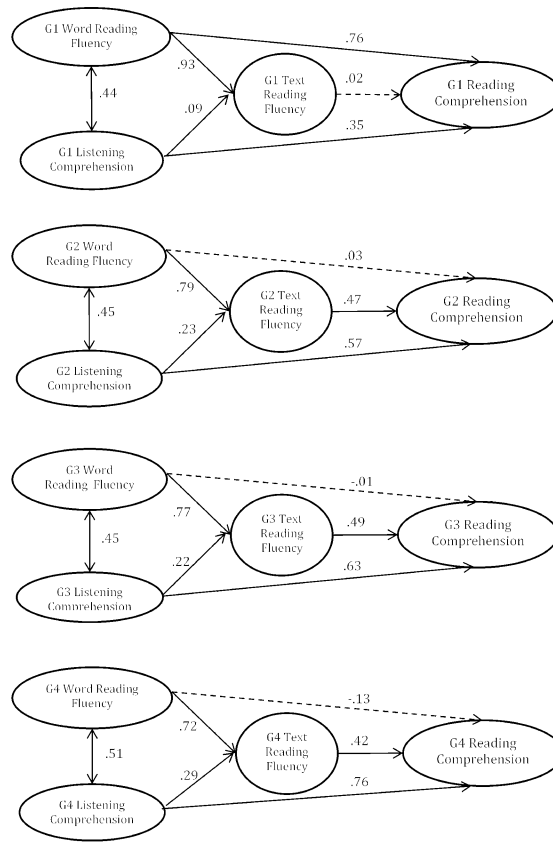 G1 Word Reading
Fluency
.76
.93
G1 Text
Reading
Fluency
.02
G1 Reading
Comprehension
.44
.09
.35
G1 Listening
Comprehension
G2 Word
Reading Fluency
.03
.79
G2 Text
Reading
Fluency
.47
G2 Reading
Comprehension
.45
.23
.57
G2 Listening
Comprehension
G3 Word
Reading Fluency
-.01
.77
G3 Text
Reading
Fluency
.49
G3 Reading
Comprehension
.45
.22
.63
G3 Listening
Comprehension
G4 Word Reading
Fluency
-.13
.72
G4 Text
Reading
Fluency
.42
G4 Reading
Comprehension
.51
.29
.76
G4 Listening
Comprehension